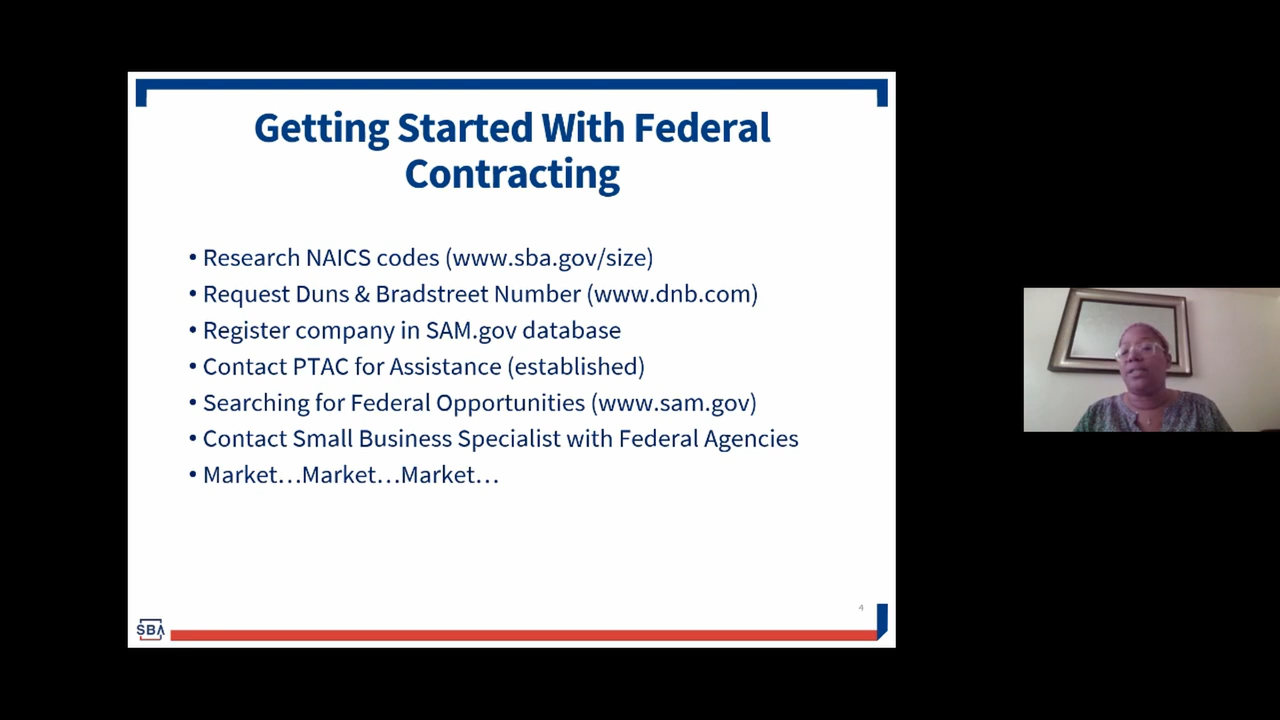 Getting Started With Federal
Contracting
• Research NAICS codes (www.sba.gov/size)
• Request Duns & Bradstreet Number (www.dnb.com)
• Register company in SAM.gov database
• Contact PTAC for Assistance (established)
• Searching for Federal Opportunities (www.sam.gov)
• Contact Small Business Specialist with Federal Agencies
• Market…Market…Market…
4
SBA